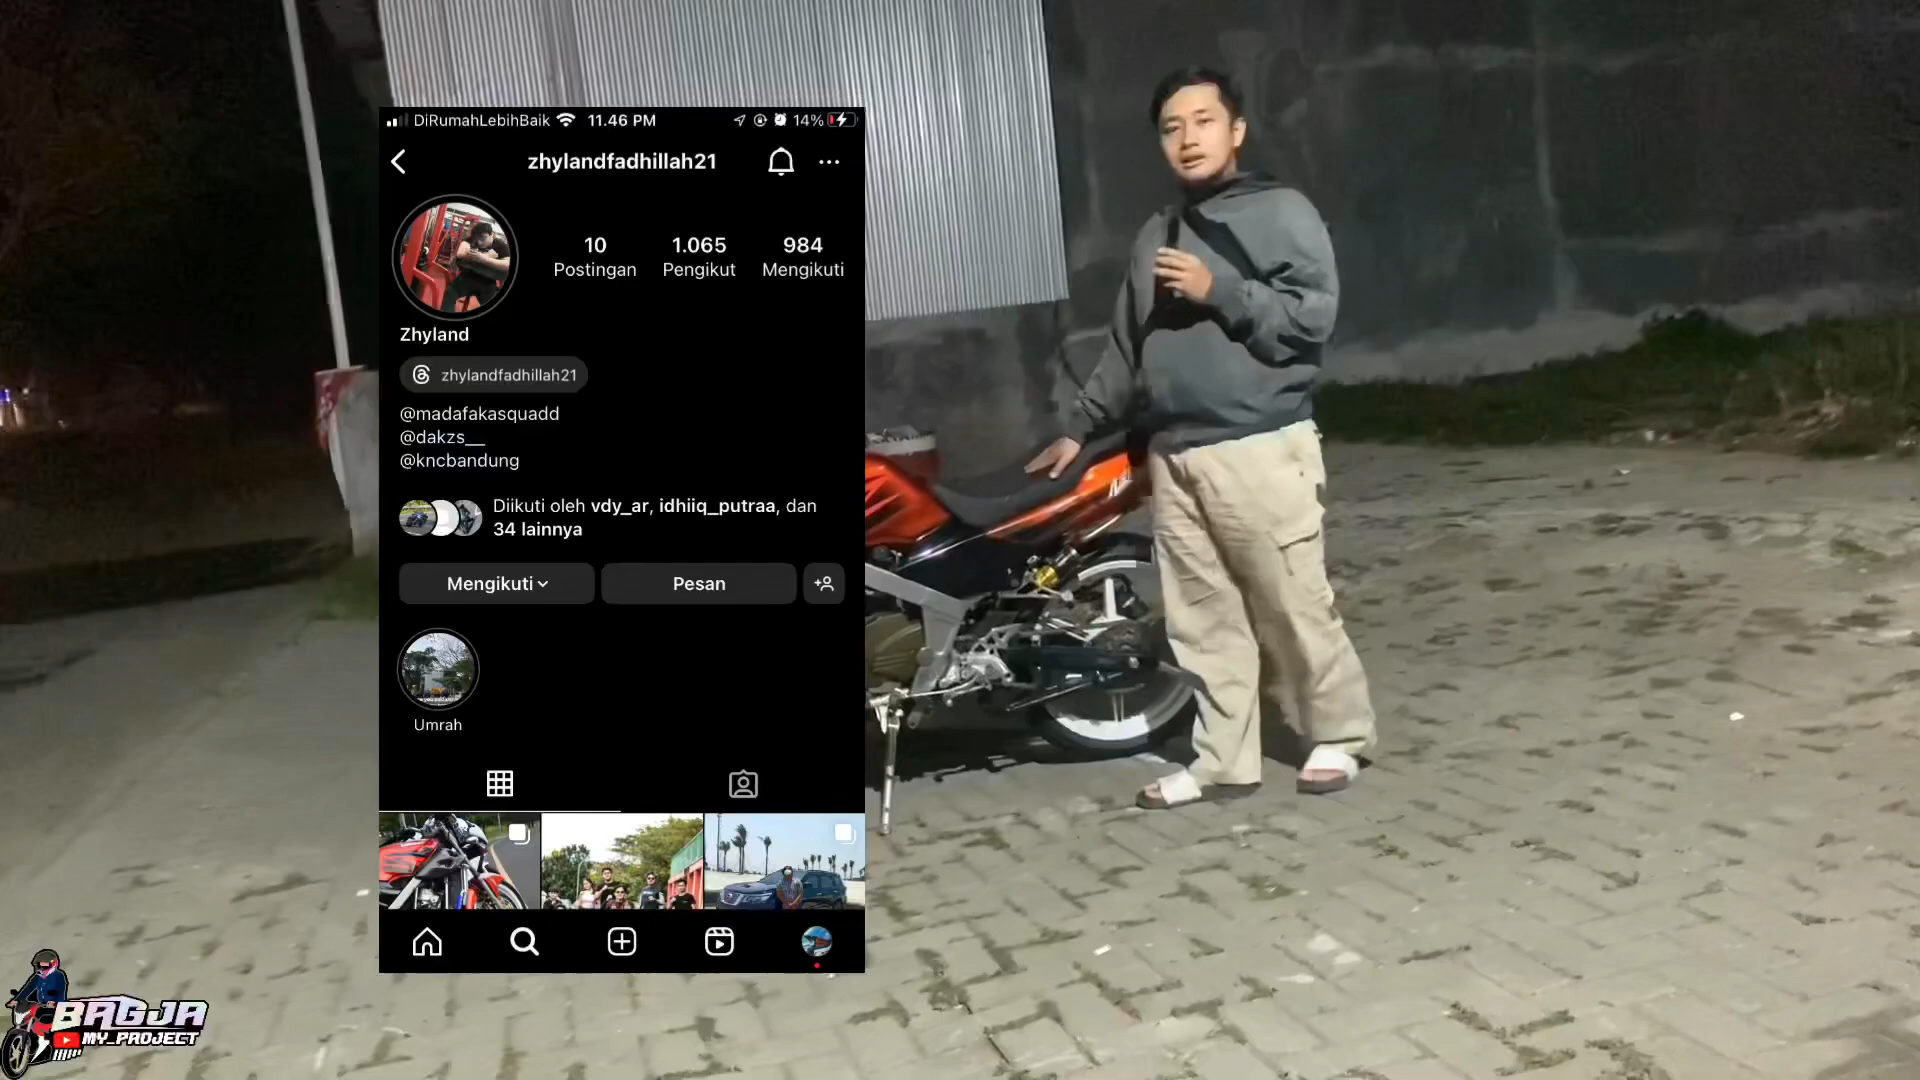 DiRumahLebihBaik 11.46 PM 14%
zhylandfadhillah21
10 1.065 984
Postingan Pengikut Mengikuti
Zhyland
zhylandfadhillah21
@madafakasquadd
@dakzs__
@kncbandung
Diikuti oleh vdy_ar, idhiiq_putraa, dan
34 lainnya
Mengikuti Pesan
Umrah
BAGJA
MY_PROJECT